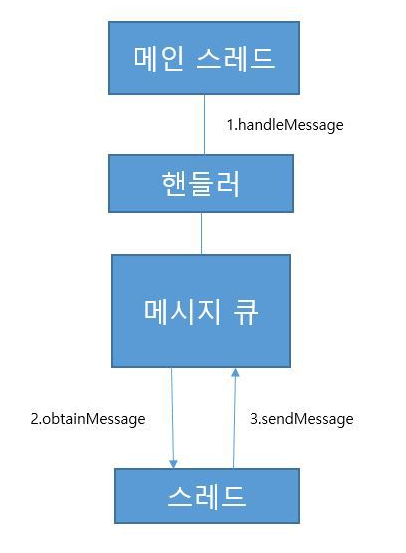 메인 스레드
1.handleMessage
핸들러
메시지 큐
2.obtainMessage
3.sendMessage
스레드